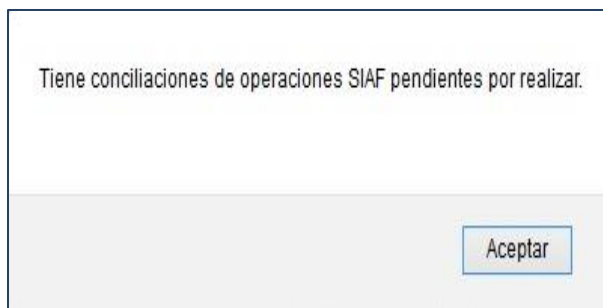 Tiene conciliaciones de operaciones SIAF pendientes por realizar.
Aceptar